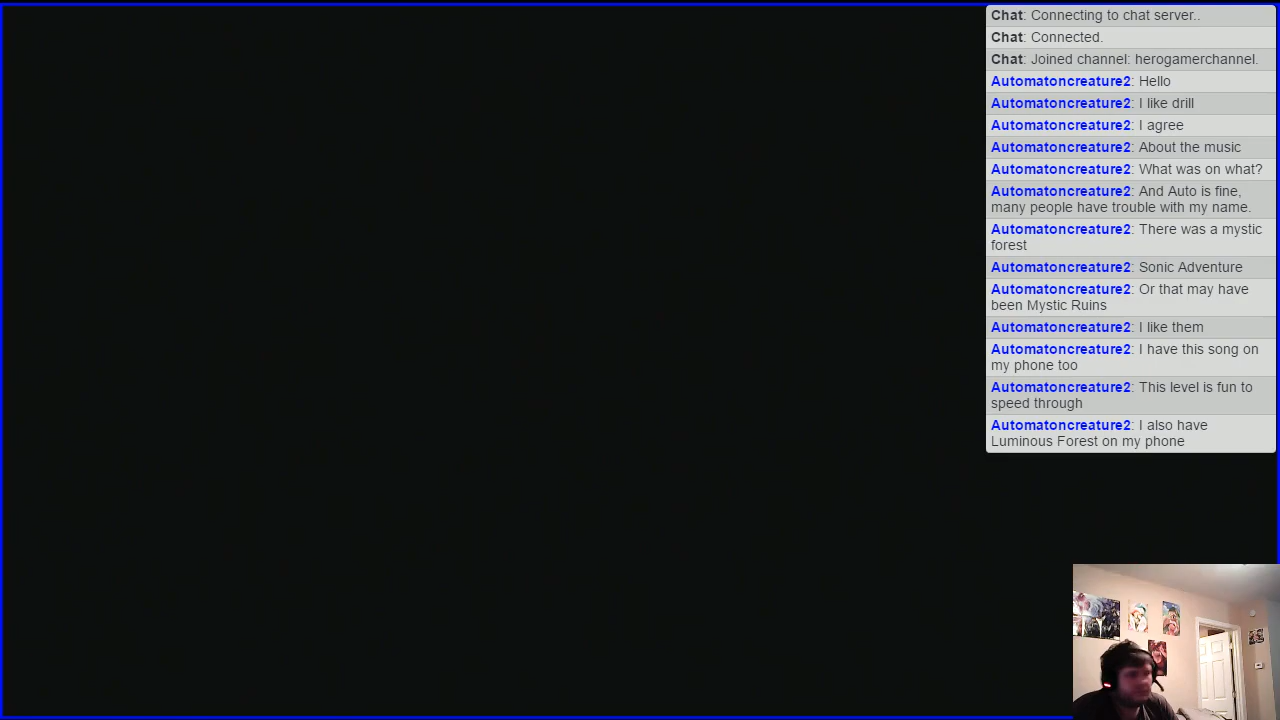 Chat: Connecting to chat server..
Chat: Connected.
Chat: Joined channel: herogamerchannel.
Automatoncreature2: Hello
Automatoncreature2: I like drill
Automatoncreature2: I agree
Automatoncreature2: About the music
Automatoncreature2: What was on what?
Automatoncreature2: And Auto is fine,
many people have trouble with my name.
Automatoncreature2: There was a mystic
forest
Automatoncreature2: Sonic Adventure
Automatoncreature2: Or that may have
been Mystic Ruins
Automatoncreature2: I like them
Automatoncreature2: I have this song on
my phone too
Automatoncreature2: This level is fun to
speed through
Automatoncreature2: I also have
Luminous Forest on my phone